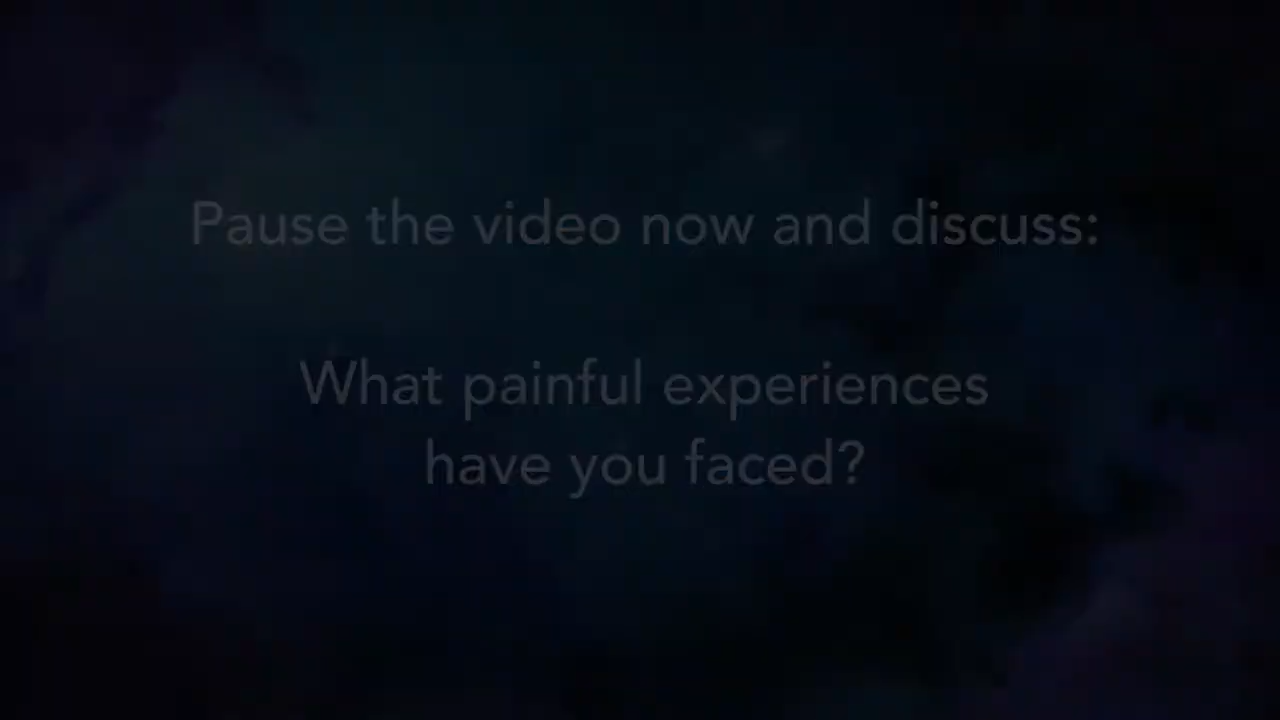 Pause the video now and discuss:
What painful experiences
have you faced?